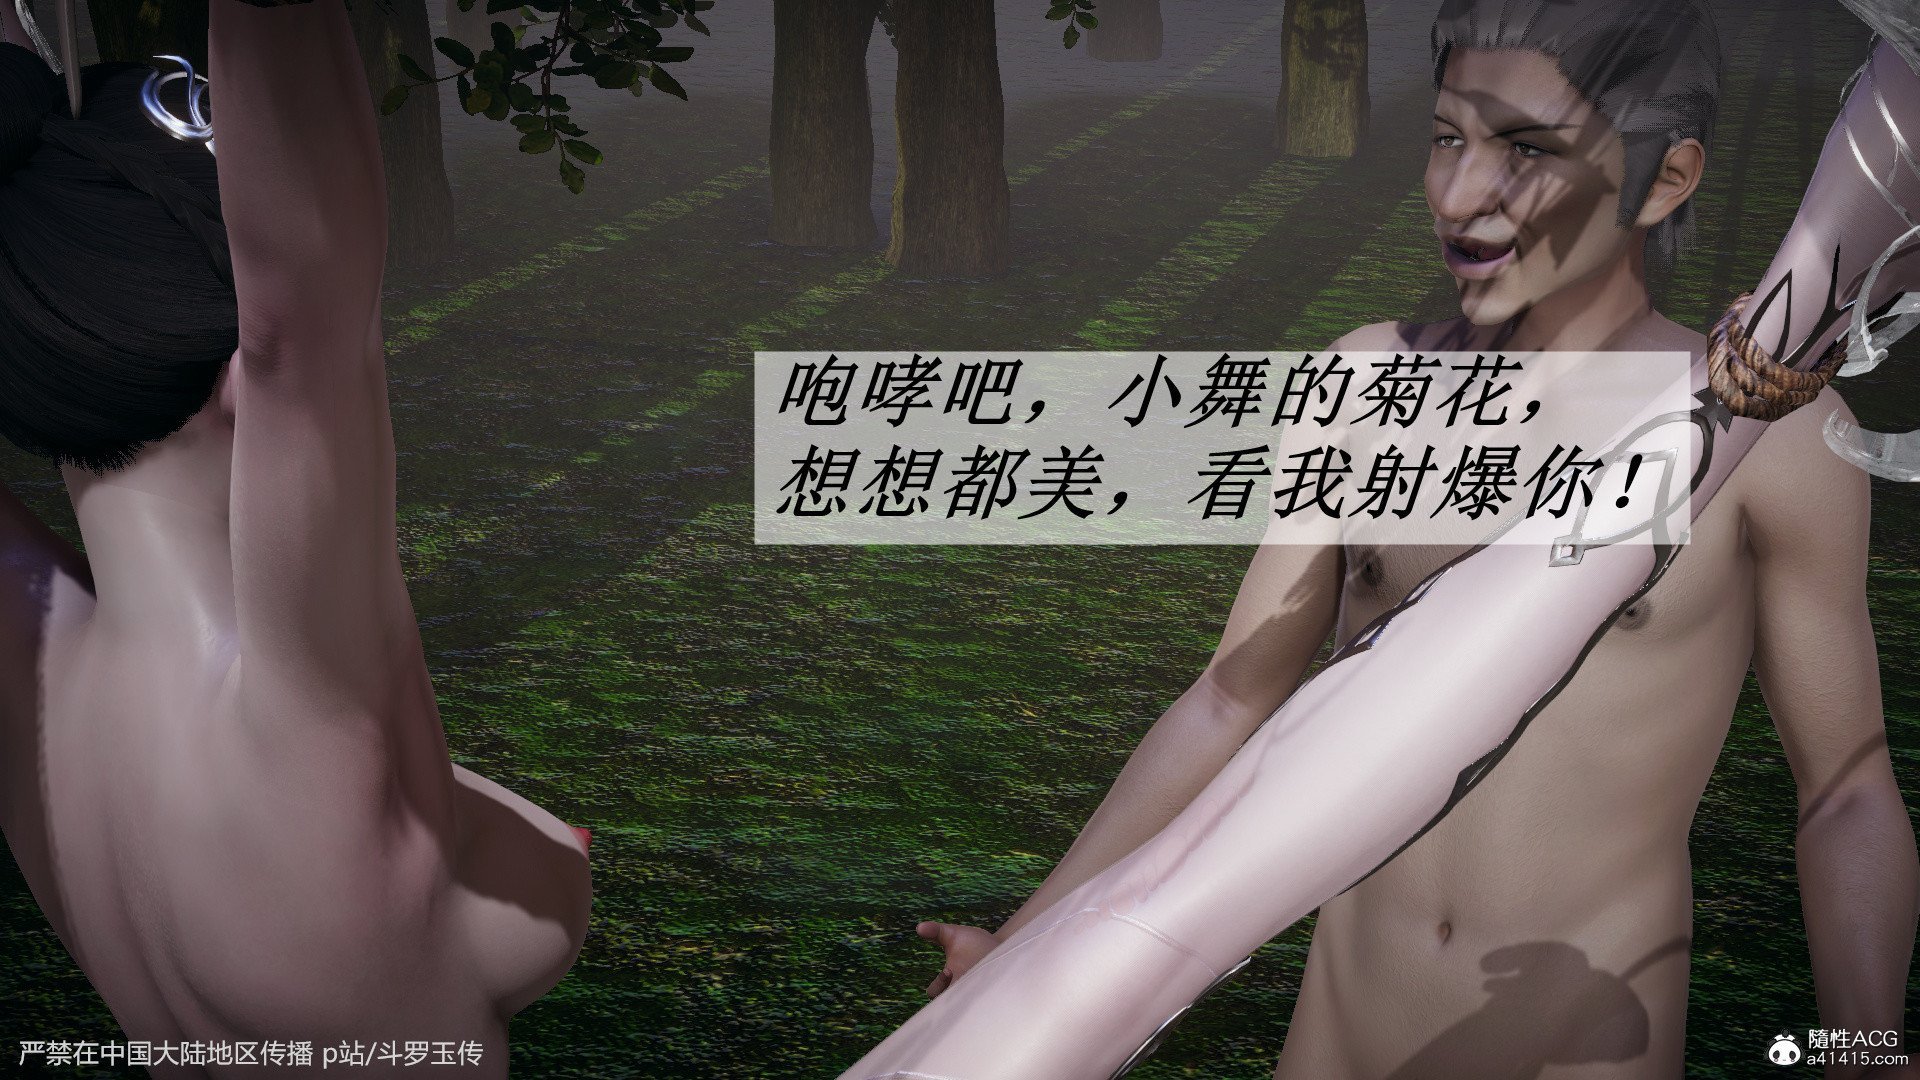 咆哮吧，小舞的菊花，
想想都美，看我射爆你！
严禁在中国大陆地区传播 p站/斗罗玉传
隨性ACG
a41415.com